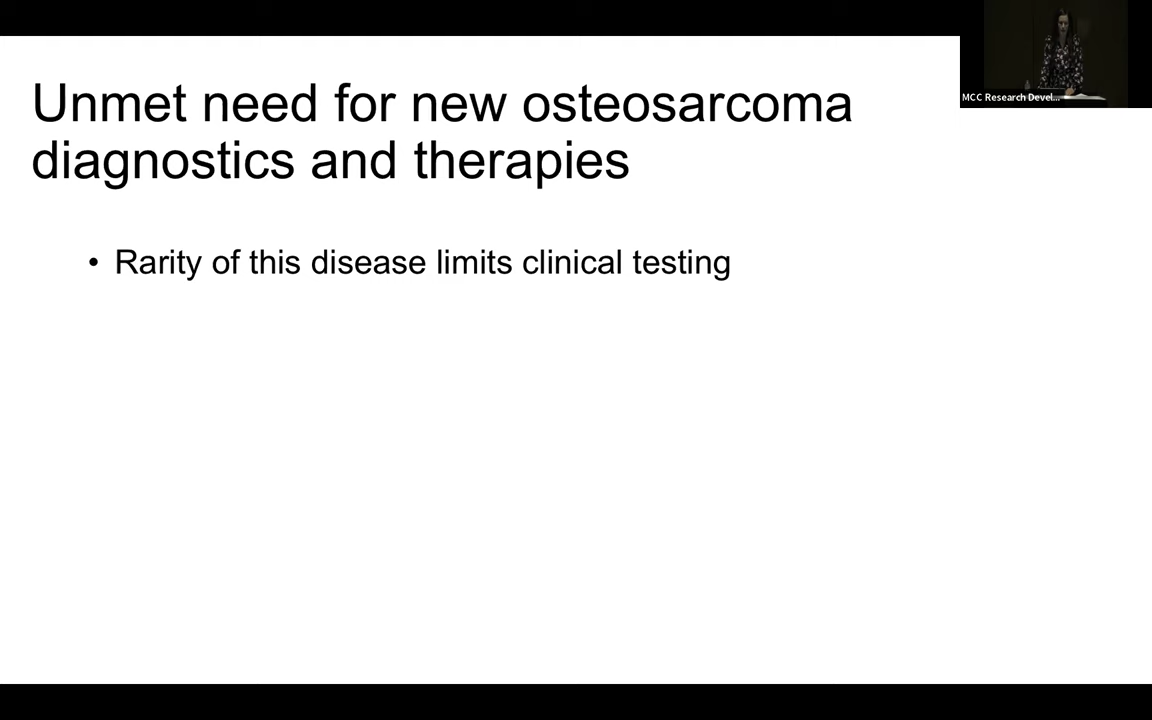 Unmet need for new osteosarcoma
diagnostics and therapies
• Rarity of this disease limits clinical testing
MCC Research Devel...